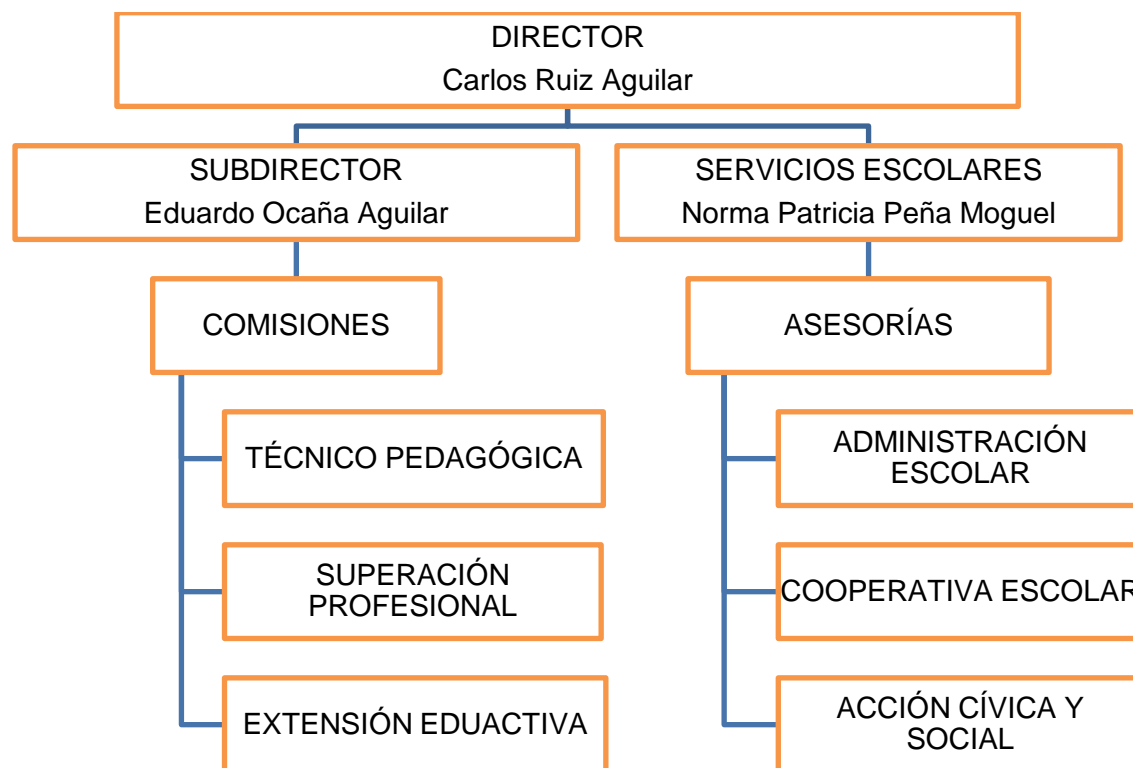 DIRECTOR
Carlos Ruiz Aguilar
SUBDIRECTOR
Eduardo Ocaña Aguilar
SERVICIOS ESCOLARES
Norma Patricia Peña Moguel
COMISIONES
ASESORÍAS
TÉCNICO PEDAGÓGICA
SUPERACIÓN
PROFESIONAL
EXTENSIÓN EDUACTIVA
ADMINISTRACIÓN
ESCOLAR
COOPERATIVA ESCOLAR
ACCIÓN CÍVICA Y
SOCIAL